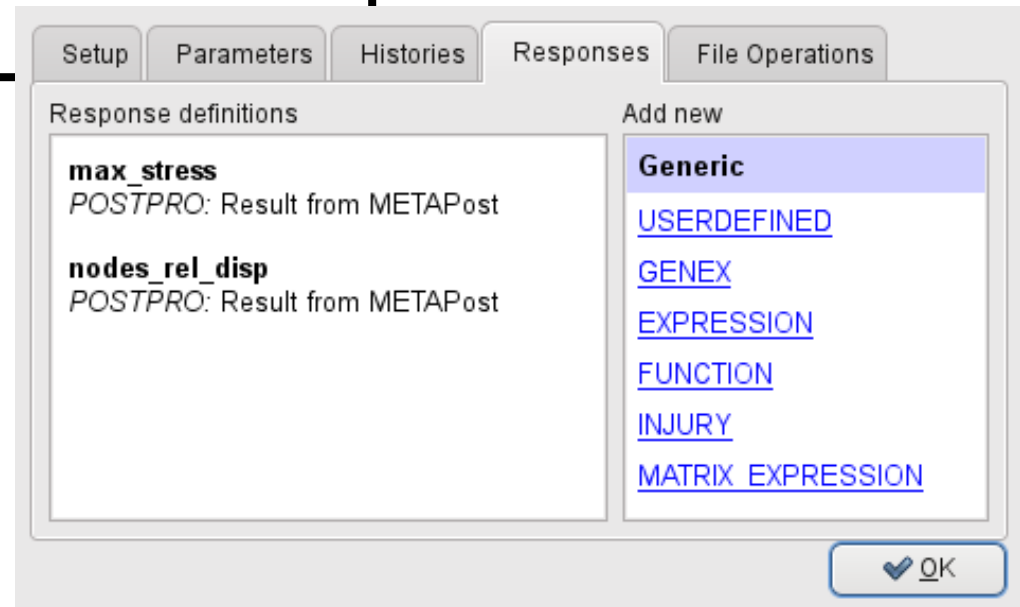 Setup
Parameters
Histories
Responses
File Operations
Response definitions
max_stress
POSTPRO: Result from METAPost
nodes_rel_disp
POSTPRO: Result from METAPost
Add new
Generic
USERDEFINED
GENEX
EXPRESSION
FUNCTION
INJURY
MATRIX_EXPRESSION
OK